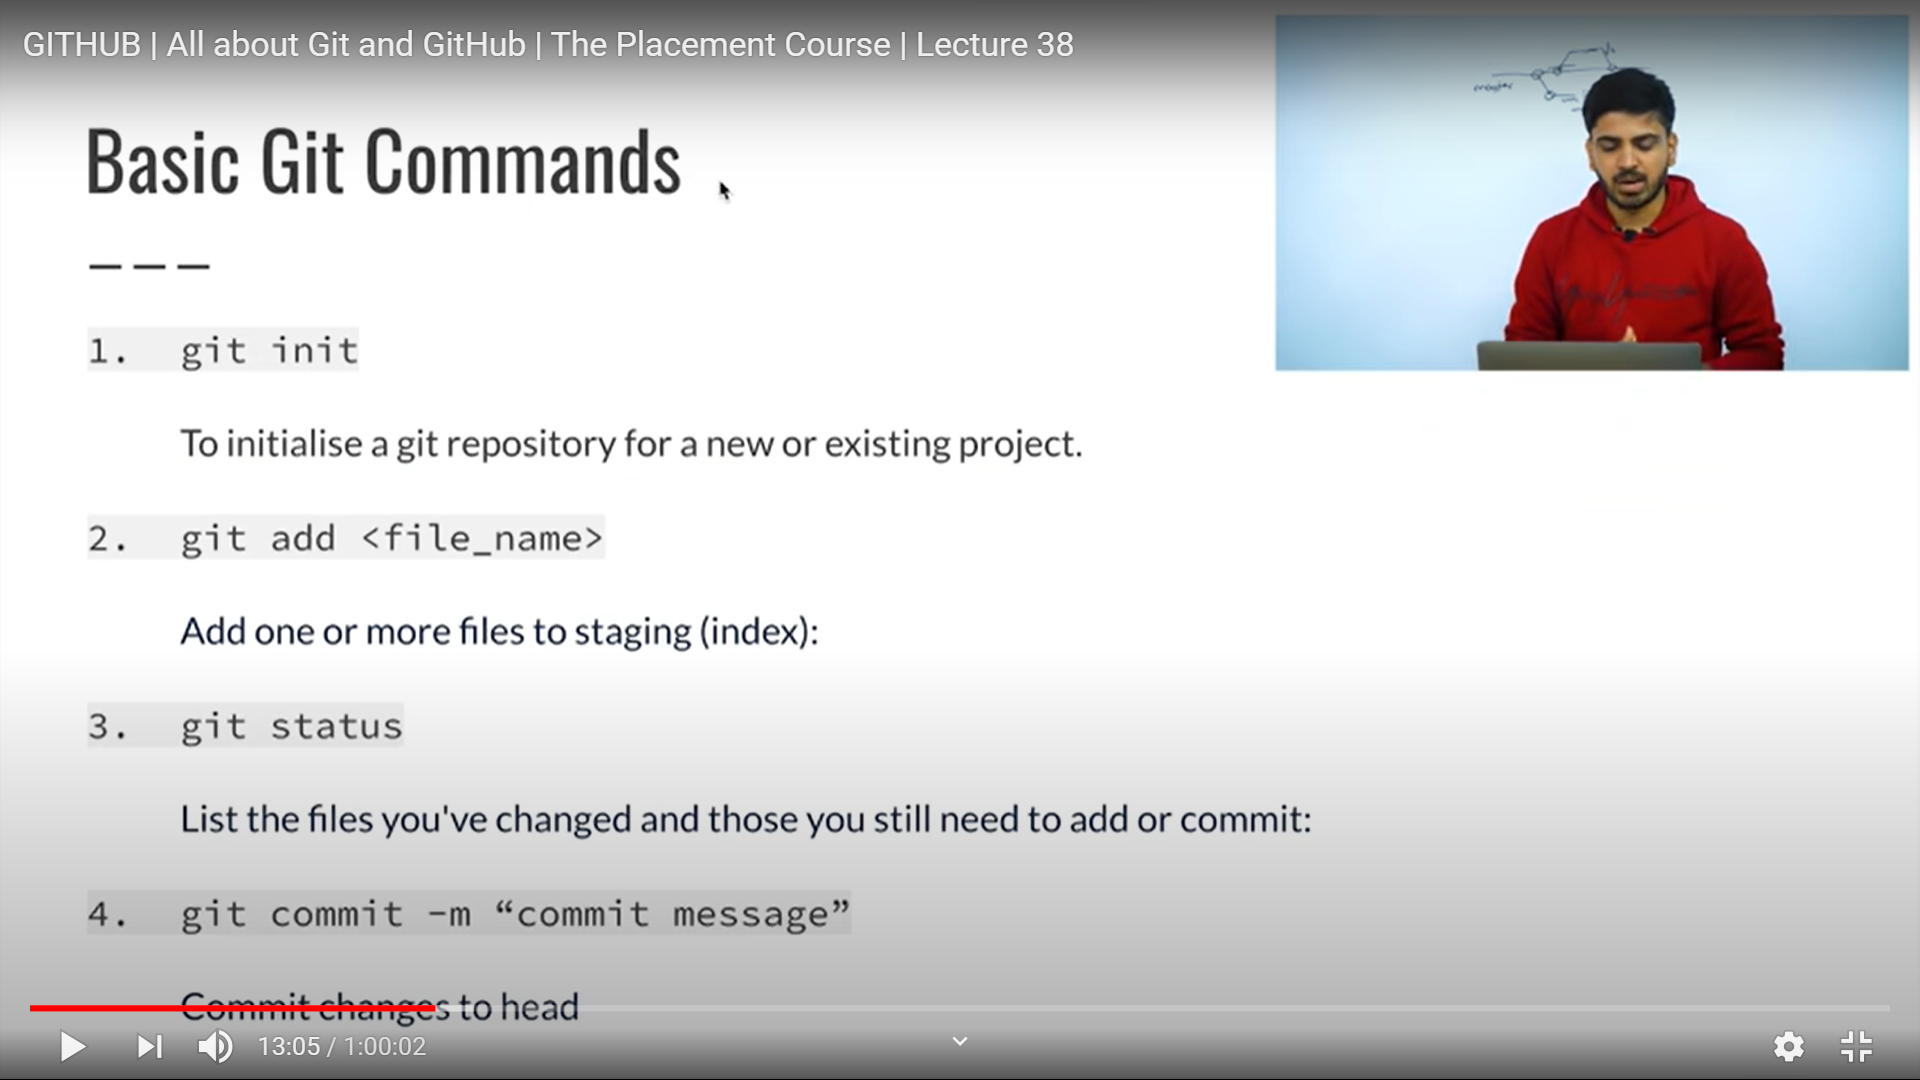 GITHUB | All about Git and GitHub | The Placement Course | Lecture 38
master
Basic Git Commands
———
1. git init
To initialise a git repository for a new or existing project.
2. git add <file_name>
Add one or more files to staging (index):
3. git status
List the files you've changed and those you still need to add or commit:
4. git commit -m “commit message”
Commit changes to head
13:05 / 1:00:02